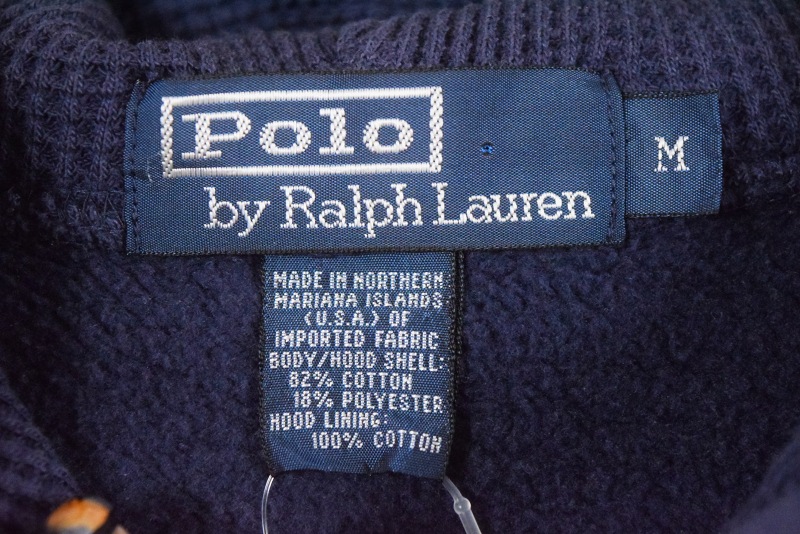 Polo
by Ralph Lauren
M
MADE IN NORTHERN
MARIANA ISLANDS
(U.S.A.) OF
IMPORTED FABRIC
BODY/HOOD SHELL:
82% COTTON
18% POLYESTER
HOOD LINING:
100% COTTON